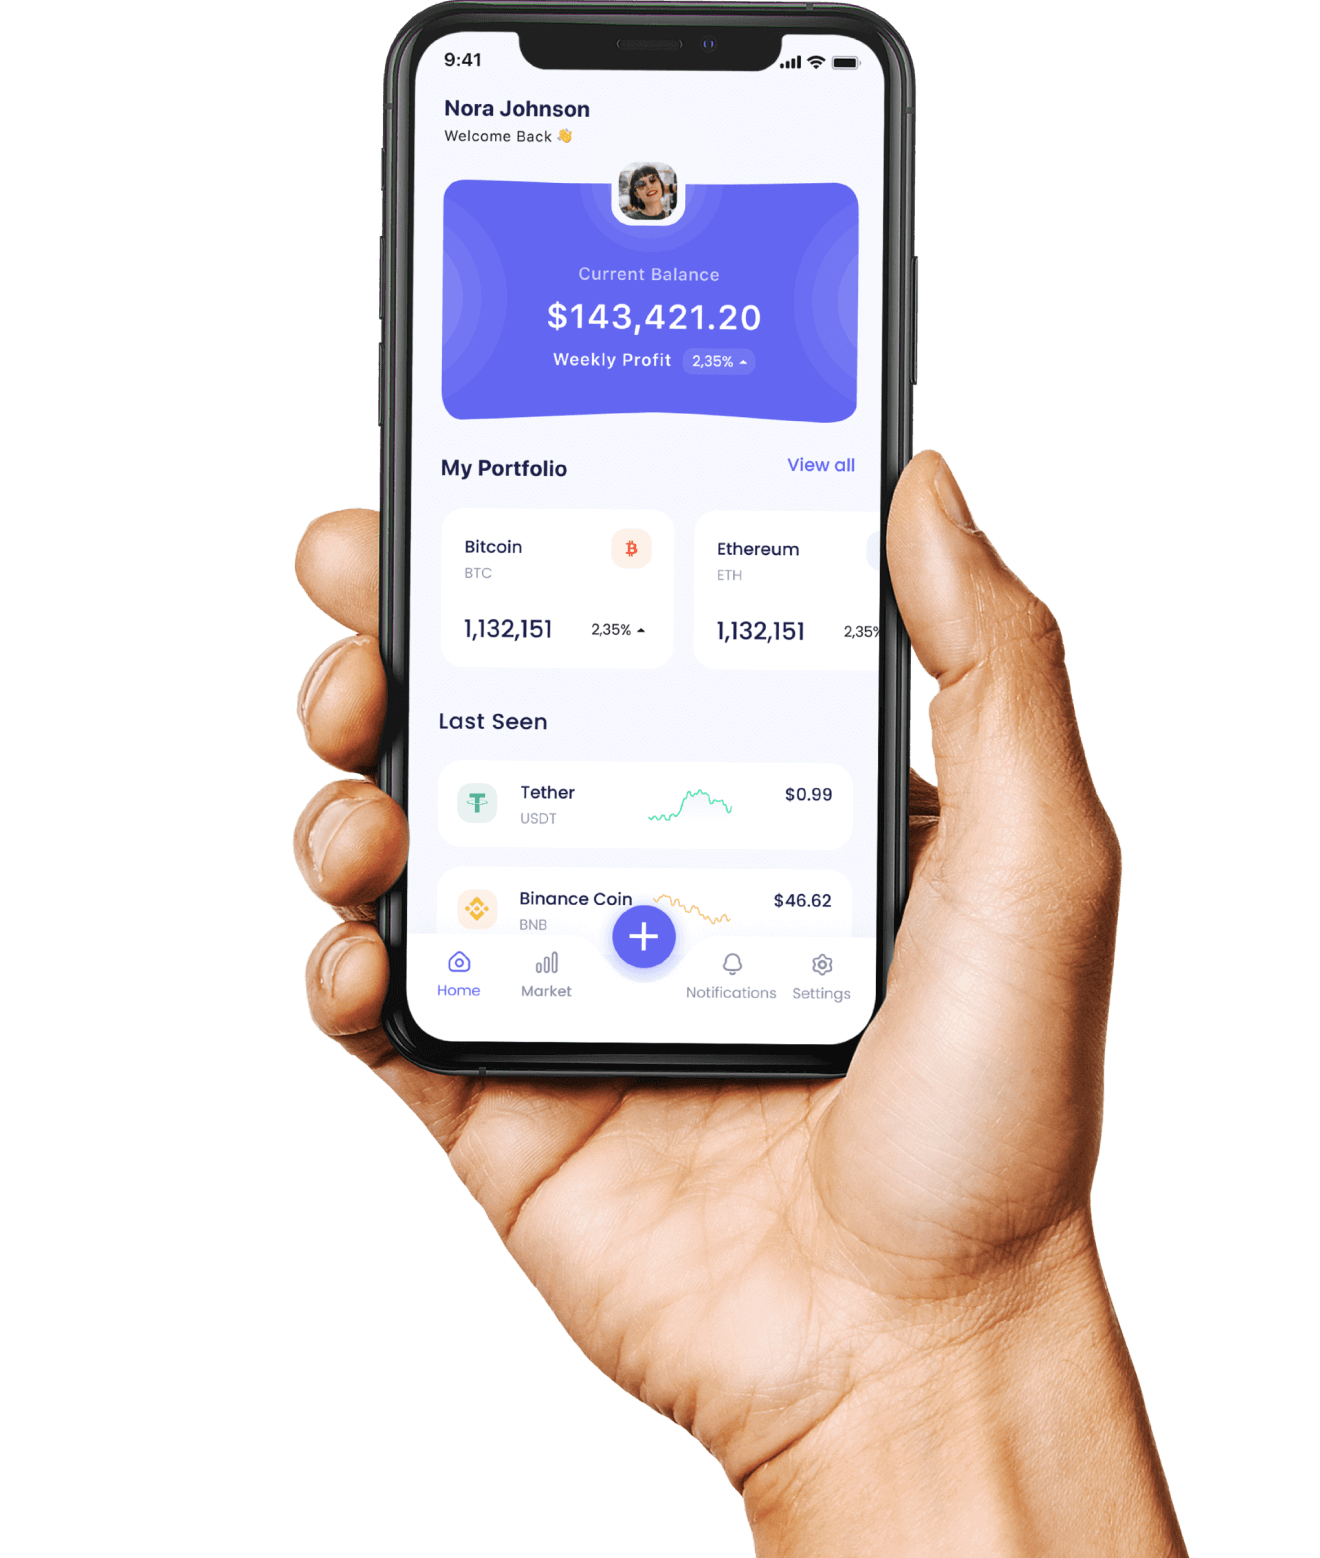 9:41
Nora Johnson
Welcome Back 👋
Current Balance
$143,421.20
Weekly Profit 2,35%
My Portfolio View all
Bitcoin Ethereum
BTC ETH
1,132,151 2,35% 1,132,151 2,35%
Last Seen
Tether $0.99
USDT
Binance Coin $46.62
BNB
Home Market Notifications Settings